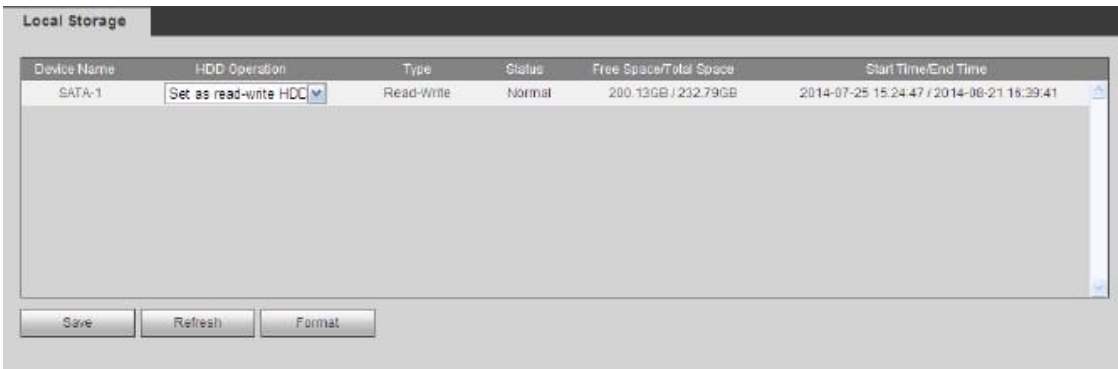 Local Storage
Device Name HDD Operation Type Status Free Space/Total Space Start Time/End Time
SATA-1 Set as read-write HDD Read-Write Normal 200.13GB / 232.79GB 2014-07-25 15:24:47 / 2014-08-21 16:39:41
Save Refresh Format